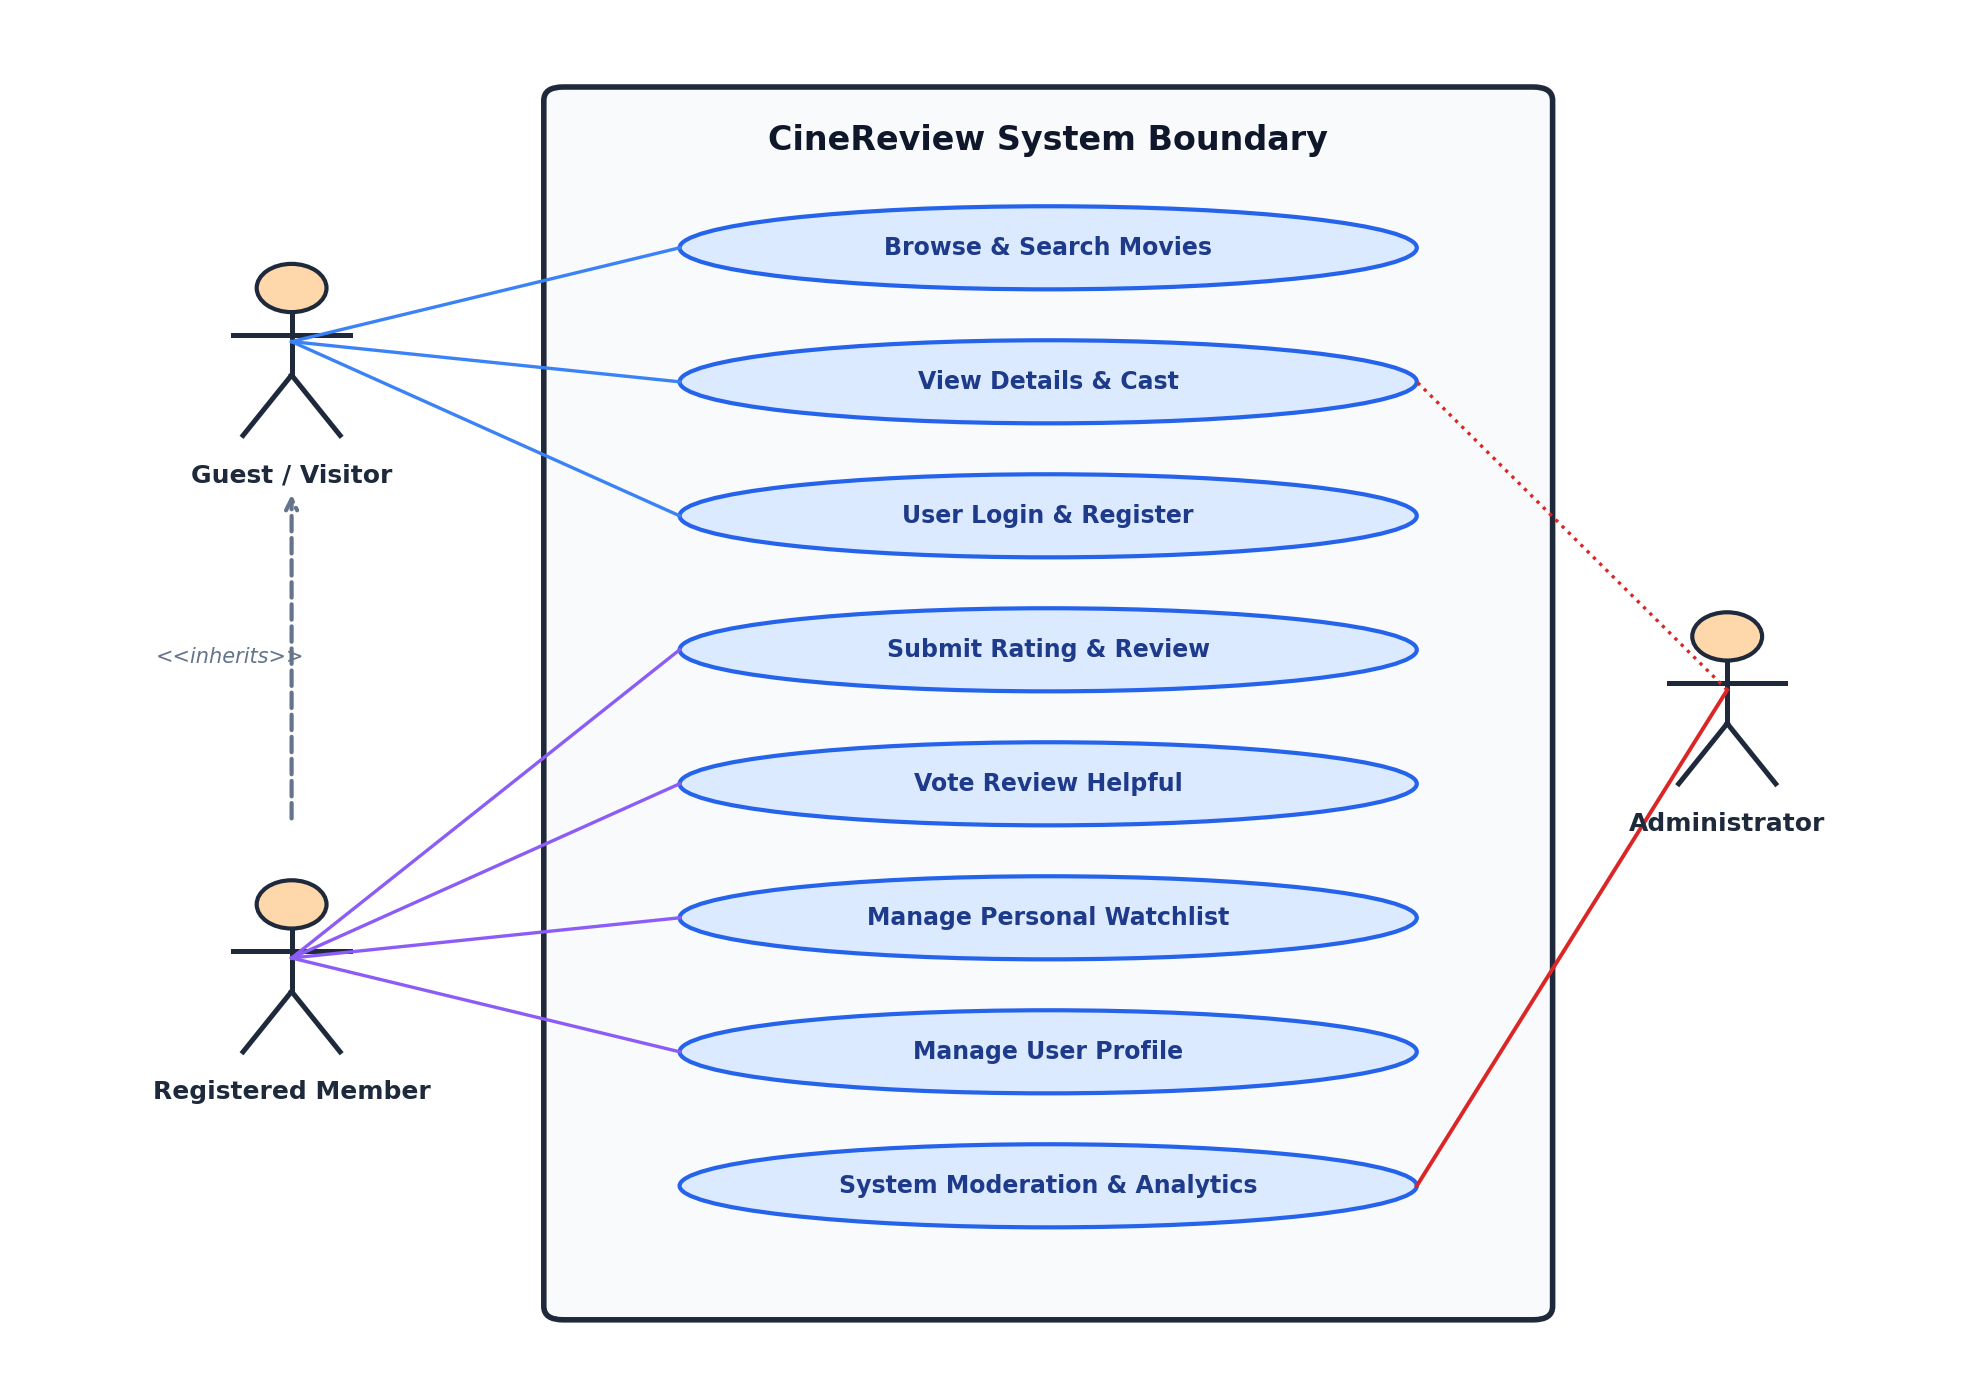 CineReview System Boundary
Browse & Search Movies
View Details & Cast
Guest / Visitor
User Login & Register
<<inherits>>
Submit Rating & Review
Vote Review Helpful
Administrator
Manage Personal Watchlist
Manage User Profile
Registered Member
System Moderation & Analytics